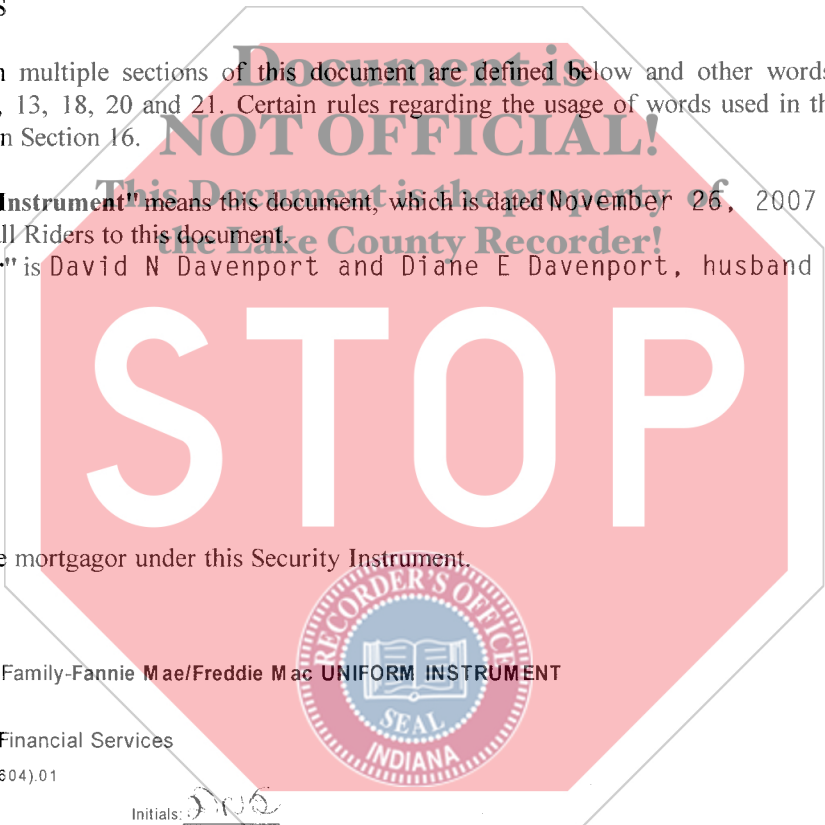 S
Document is
n multiple sections of this document are defined below and other words
, 13, 18, 20 and 21. Certain rules regarding the usage of words used in th
n Section 16.
NOT OFFICIAL!
This Document is the property of
Instrument" means this document, which is dated November 26, 2007
ll Riders to this document.
the Lake County Recorder!
" is David N Davenport and Diane E Davenport, husband
STOP
e mortgagor under this Security Instrument.
RECORDER'S OFFICE
SEAL
INDIANA
Family-Fannie Mae/Freddie Mac UNIFORM INSTRUMENT
Financial Services
604).01
Initials: